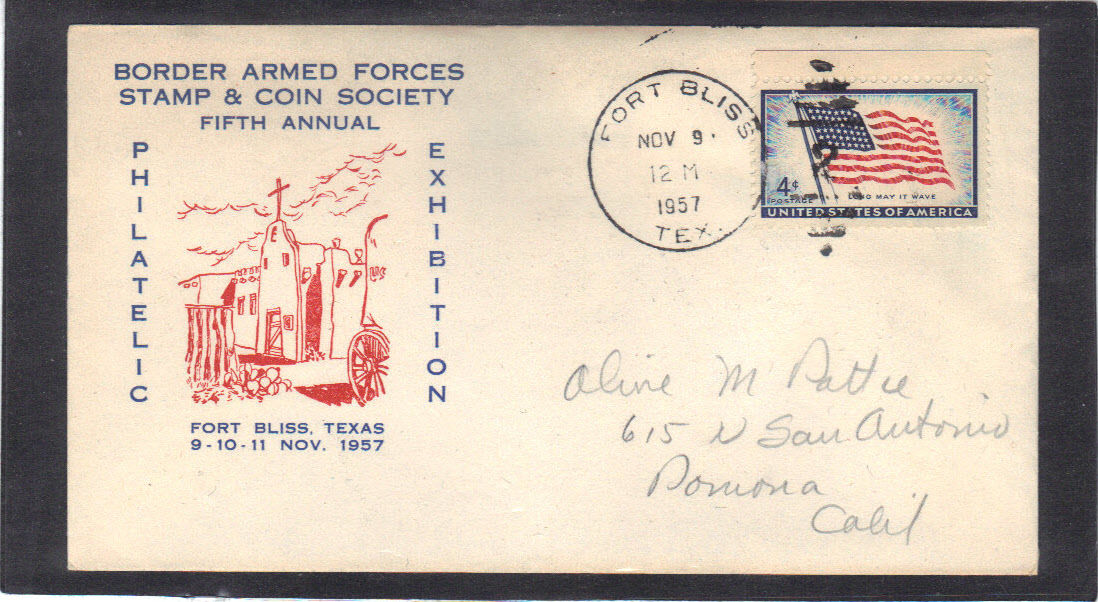 BORDER ARMED FORCES
STAMP & COIN SOCIETY
FIFTH ANNUAL
PHILATELIC
EXHIBITION
FORT BLISS, TEXAS
9-10-11 NOV. 1957
FORT BLISS
NOV 9.
12 M
1957
TEX.
4¢
POSTAGE
LONG MAY IT WAVE
UNITED STATES OF AMERICA
Olive M Pattee
615 N San Antonio
Pomona
Calif